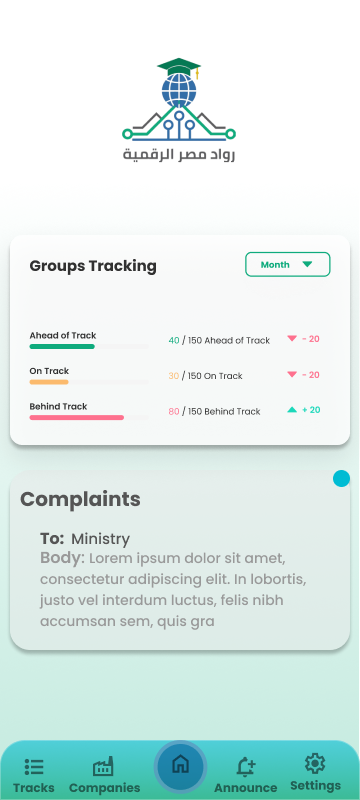 رواد مصر الرقمية
Groups Tracking
Month
Ahead of Track
40 / 150 Ahead of Track
- 20
On Track
30 / 150 On Track
- 20
Behind Track
80 / 150 Behind Track
+ 20
Complaints
To: Ministry
Body: Lorem ipsum dolor sit amet,
consectetur adipiscing elit. In lobortis,
justo vel interdum luctus, felis nibh
accumsan sem, quis gra
Tracks
Companies
Announce
Settings